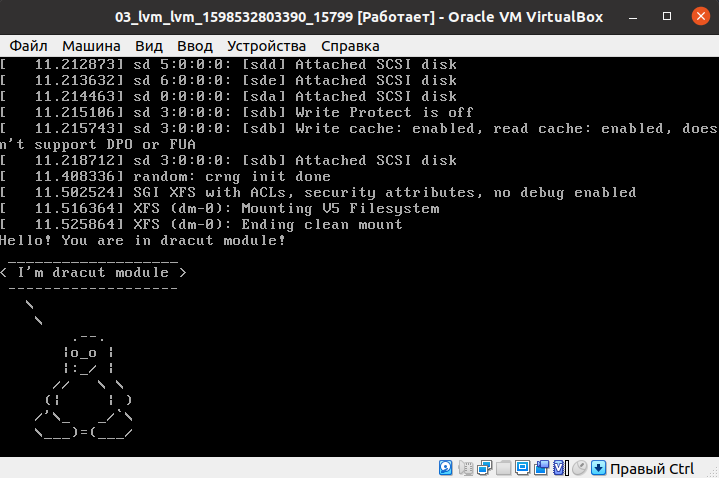 03_lvm_lvm_1598532803390_15799 [Работает] - Oracle VM VirtualBox
Файл Машина Вид Ввод Устройства Справка
[   11.212873] sd 5:0:0:0: [sdd] Attached SCSI disk
[   11.213632] sd 6:0:0:0: [sde] Attached SCSI disk
[   11.214463] sd 0:0:0:0: [sda] Attached SCSI disk
[   11.215106] sd 3:0:0:0: [sdb] Write Protect is off
[   11.215743] sd 3:0:0:0: [sdb] Write cache: enabled, read cache: enabled, does
n't support DPO or FUA
[   11.218712] sd 3:0:0:0: [sdb] Attached SCSI disk
[   11.408336] random: crng init done
[   11.502524] SGI XFS with ACLs, security attributes, no debug enabled
[   11.516364] XFS (dm-0): Mounting V5 Filesystem
[   11.525864] XFS (dm-0): Ending clean mount
Hello! You are in dracut module!
 ___________________
< I'm dracut module >
 -------------------
   \
    \
        .--.
       |o_o |
       |:_/ |
      //   \ \
     (|     | )
    /'\_   _/`\
    \___)=(___/
Правый Ctrl